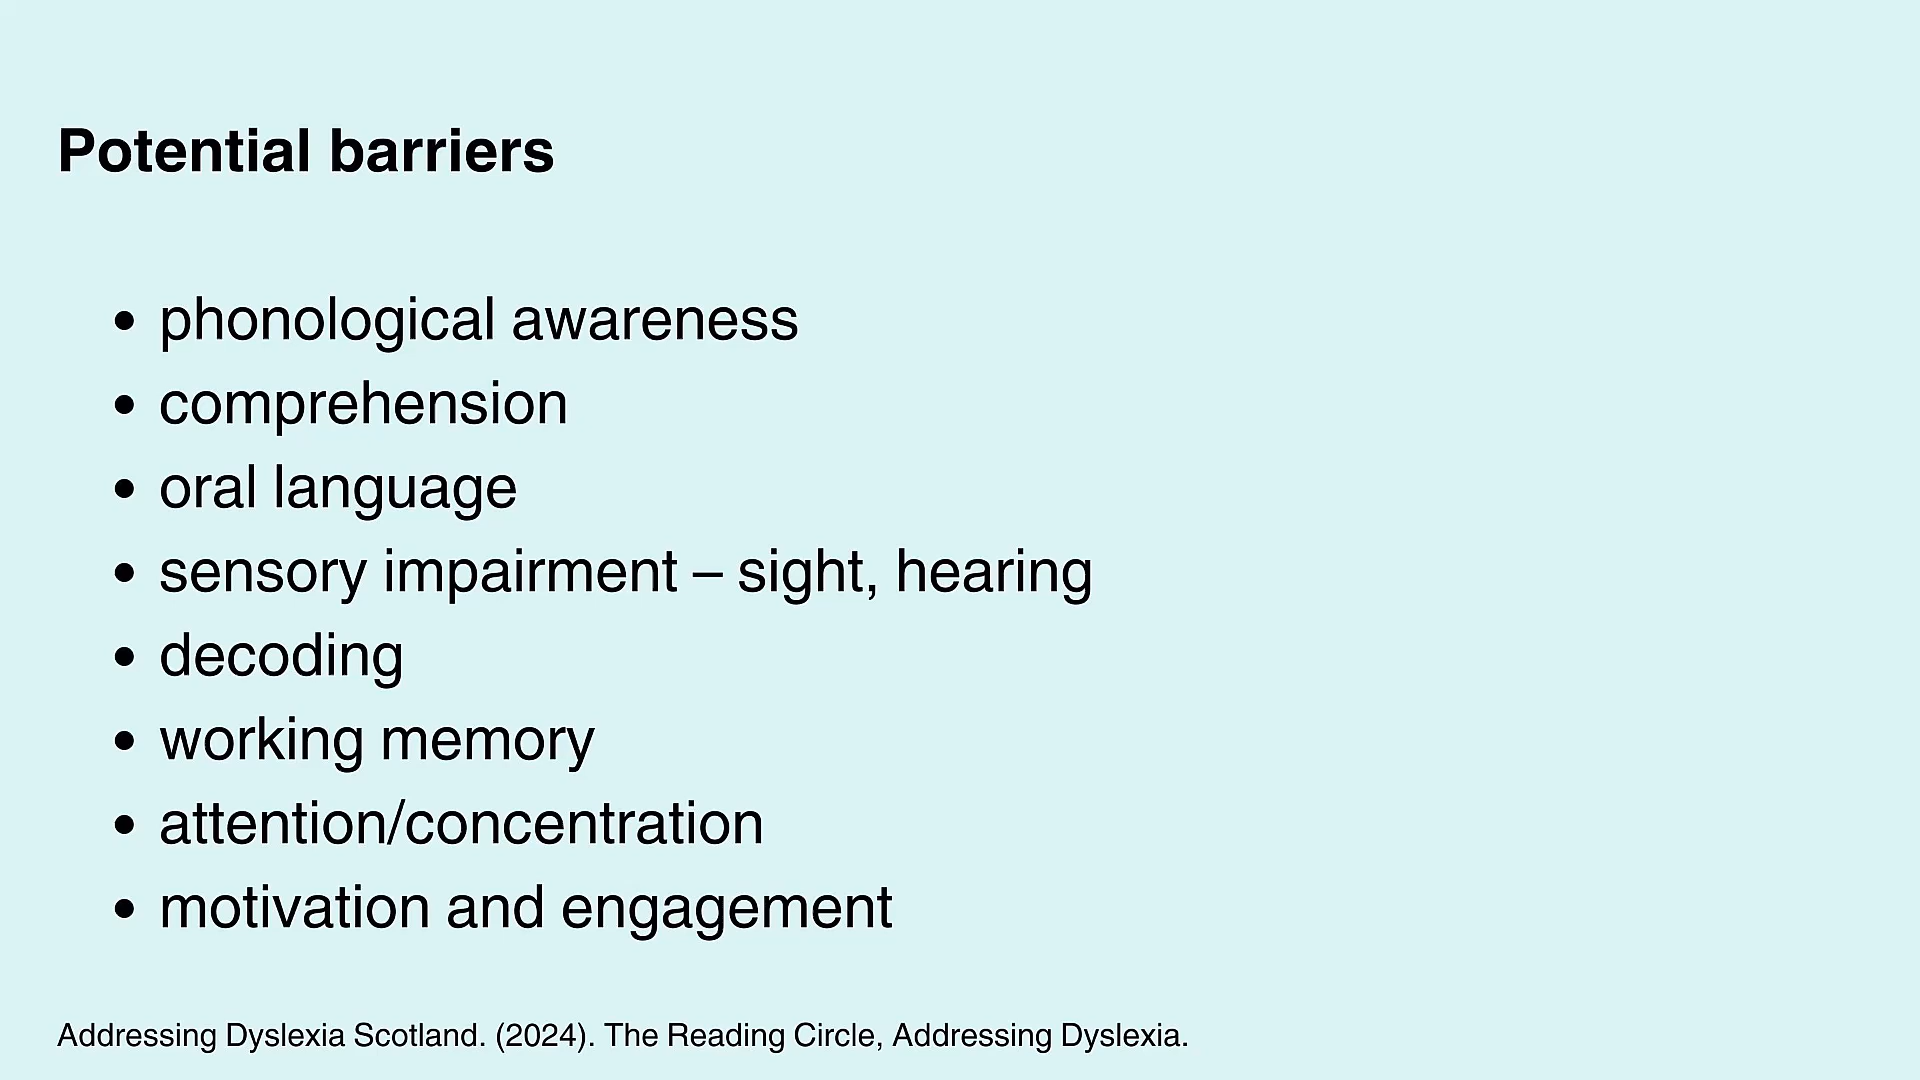 Potential barriers
• phonological awareness
• comprehension
• oral language
• sensory impairment – sight, hearing
• decoding
• working memory
• attention/concentration
• motivation and engagement
Addressing Dyslexia Scotland. (2024). The Reading Circle, Addressing Dyslexia.